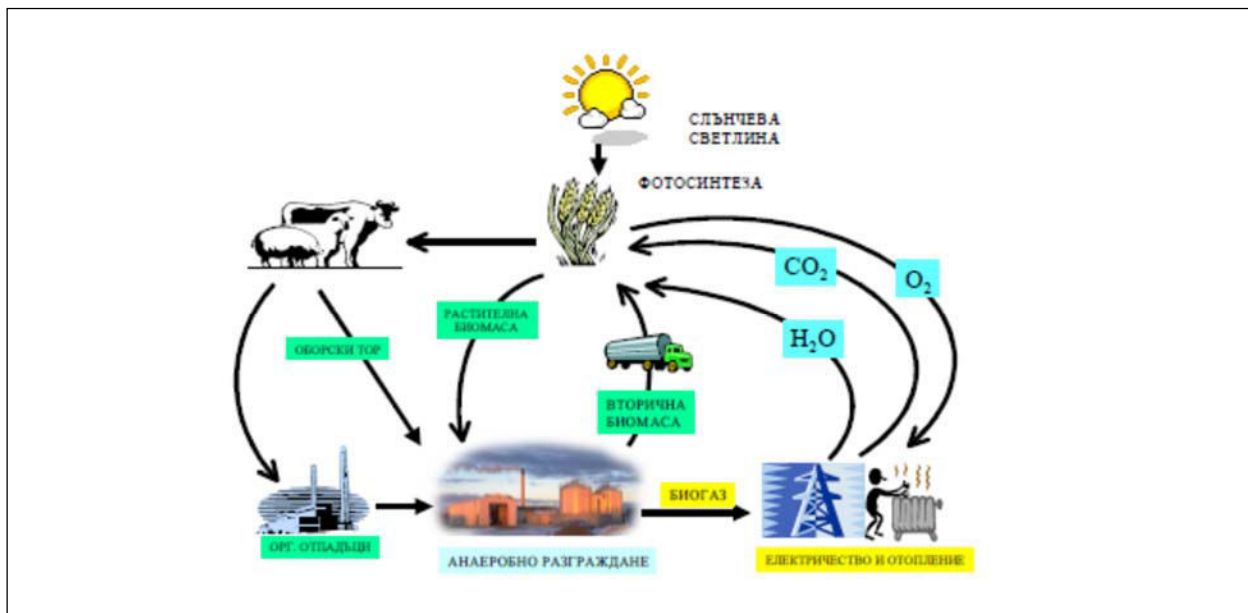 СЛЪНЧЕВА
СВЕТЛИНА
ФОТОСИНТЕЗА
CO₂
O₂
РАСТИТЕЛНА
БИОМАСА
ОБОРСКИ ТОР
H₂O
ВТОРИЧНА
БИОМАСА
БИОГАЗ
ОРГ. ОТПАДЪЦИ
АНАЕРОБНО РАЗГРАЖДАНЕ
ЕЛЕКТРИЧЕСТВО И ОТОПЛЕНИЕ